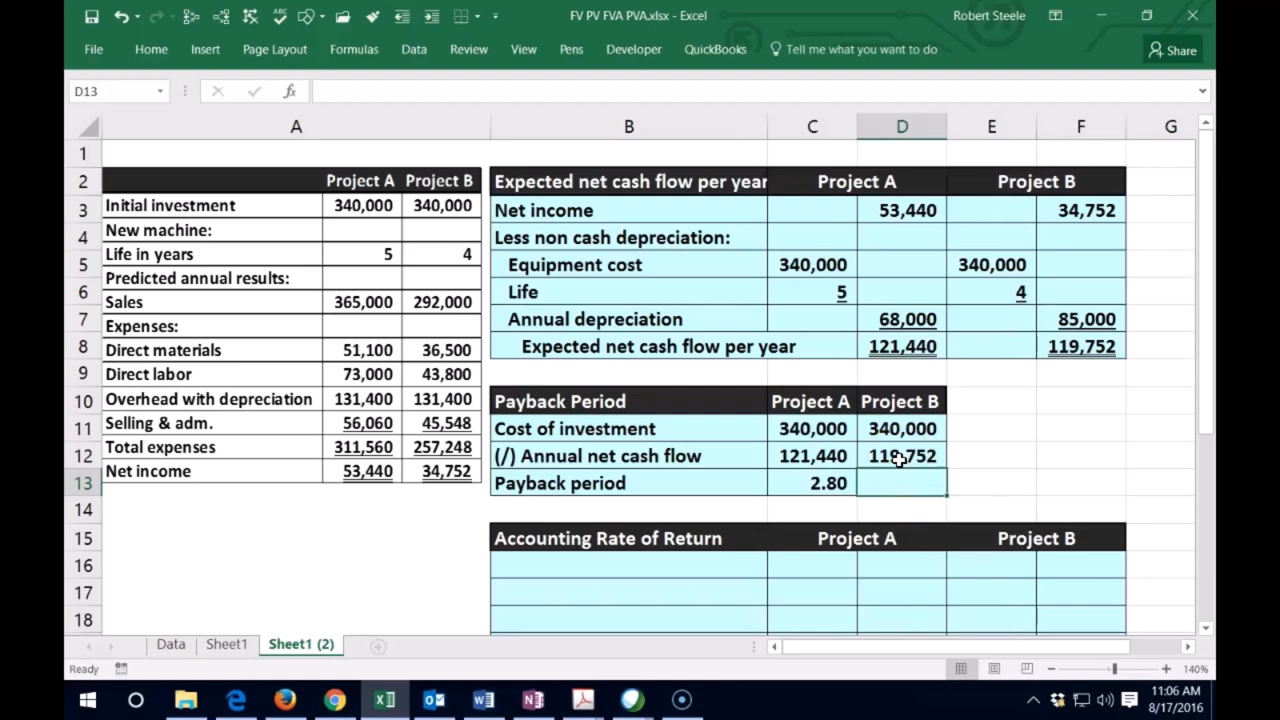 FV PV FVA PVA.xlsx - Excel
Robert Steele
File Home Insert Page Layout Formulas Data Review View Pens Developer QuickBooks Tell me what you want to do Share
D13
fx
A B C D E F G
1
2 Project A Project B Expected net cash flow per year Project A Project B
3 Initial investment 340,000 340,000 Net income 53,440 34,752
4 New machine: Less non cash depreciation:
5 Life in years 5 4 Equipment cost 340,000 340,000
Predicted annual results:
6 Sales 365,000 292,000 Life 5 4
7 Expenses: Annual depreciation 68,000 85,000
8 Direct materials 51,100 36,500 Expected net cash flow per year 121,440 119,752
9 Direct labor 73,000 43,800
10 Overhead with depreciation 131,400 131,400 Payback Period Project A Project B
11 Selling & adm. 56,060 45,548 Cost of investment 340,000 340,000
12 Total expenses 311,560 257,248 (/) Annual net cash flow 121,440 119,752
13 Net income 53,440 34,752 Payback period 2.80
14
15 Accounting Rate of Return Project A Project B
16
17
18
Data Sheet1 Sheet1 (2)
Ready
140%
11:06 AM
8/17/2016